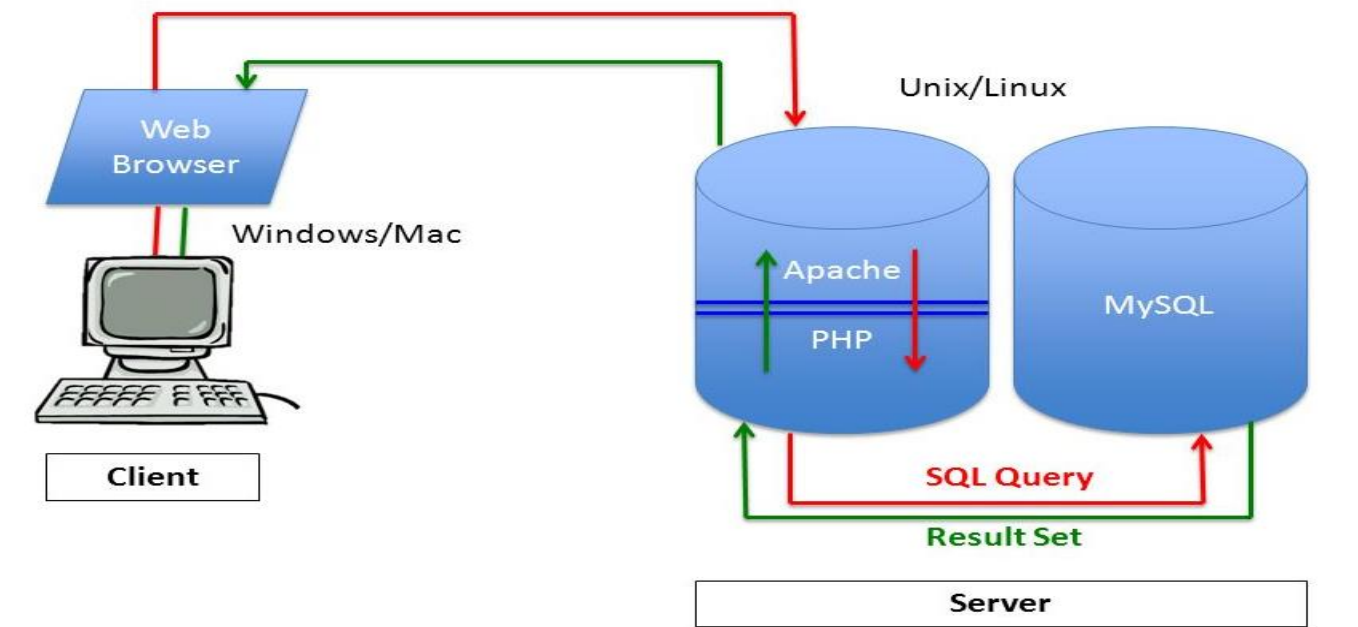 Unix/Linux
Web
Browser
Windows/Mac
Apache
PHP
MySQL
Client
SQL Query
Result Set
Server